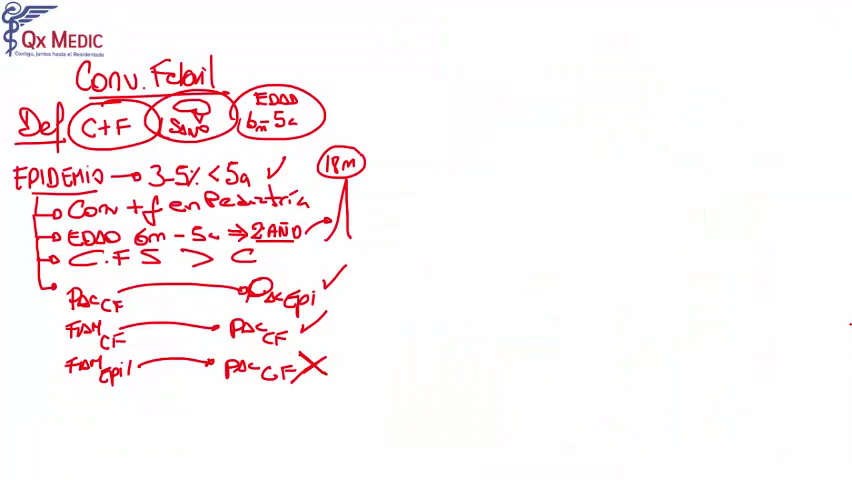 Qx MEDIC
Contigo, juntos hasta el Residentado
Conv. Febril
Def C+F SANO EDAD 6m-5a
EPIDEMIO → 3-5% < 5a ✓ 18m
Conv + f en Pediatría
EDAD 6m - 5a ⇒ 2 AÑO
C.F S > C
PAC CF → PAC Epi ✓
FAM CF → PAC CF ✓
FAM Epil → PAC CF X